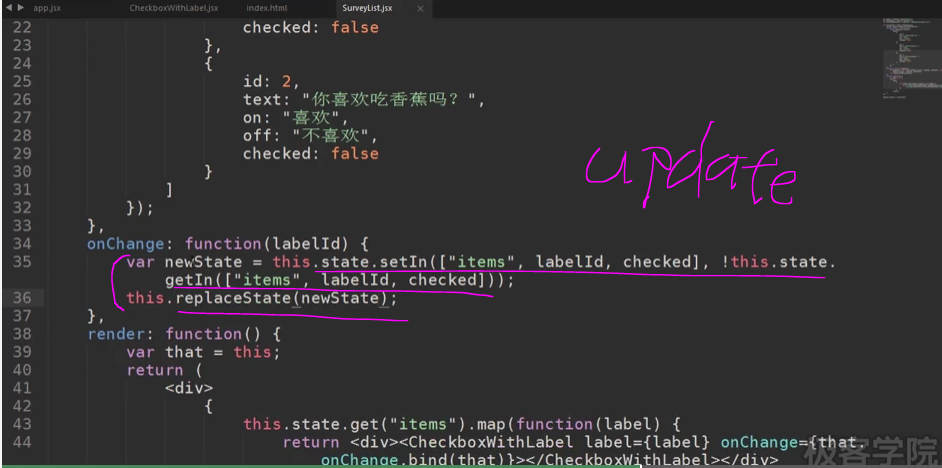 app.jsx CheckboxWithLabel.jsx index.html SurveyList.jsx ×
22 checked: false
23 },
24 {
25 id: 2,
26 text: "你喜欢吃香蕉吗?",
27 on: "喜欢",
28 off: "不喜欢",
29 checked: false
30 }
31 ]
32 });
33 },
34 onChange: function(labelId) {
35 var newState = this.state.setIn(["items", labelId, checked], !this.state.
getIn(["items", labelId, checked]));
36 this.replaceState(newState);
37 },
38 render: function() {
39 var that = this;
40 return (
41 <div>
42 {
43 this.state.get("items").map(function(label) {
44 return <div><CheckboxWithLabel label={label} onChange={that.
onChange.bind(that)}></CheckboxWithLabel></div>
update
极客学院